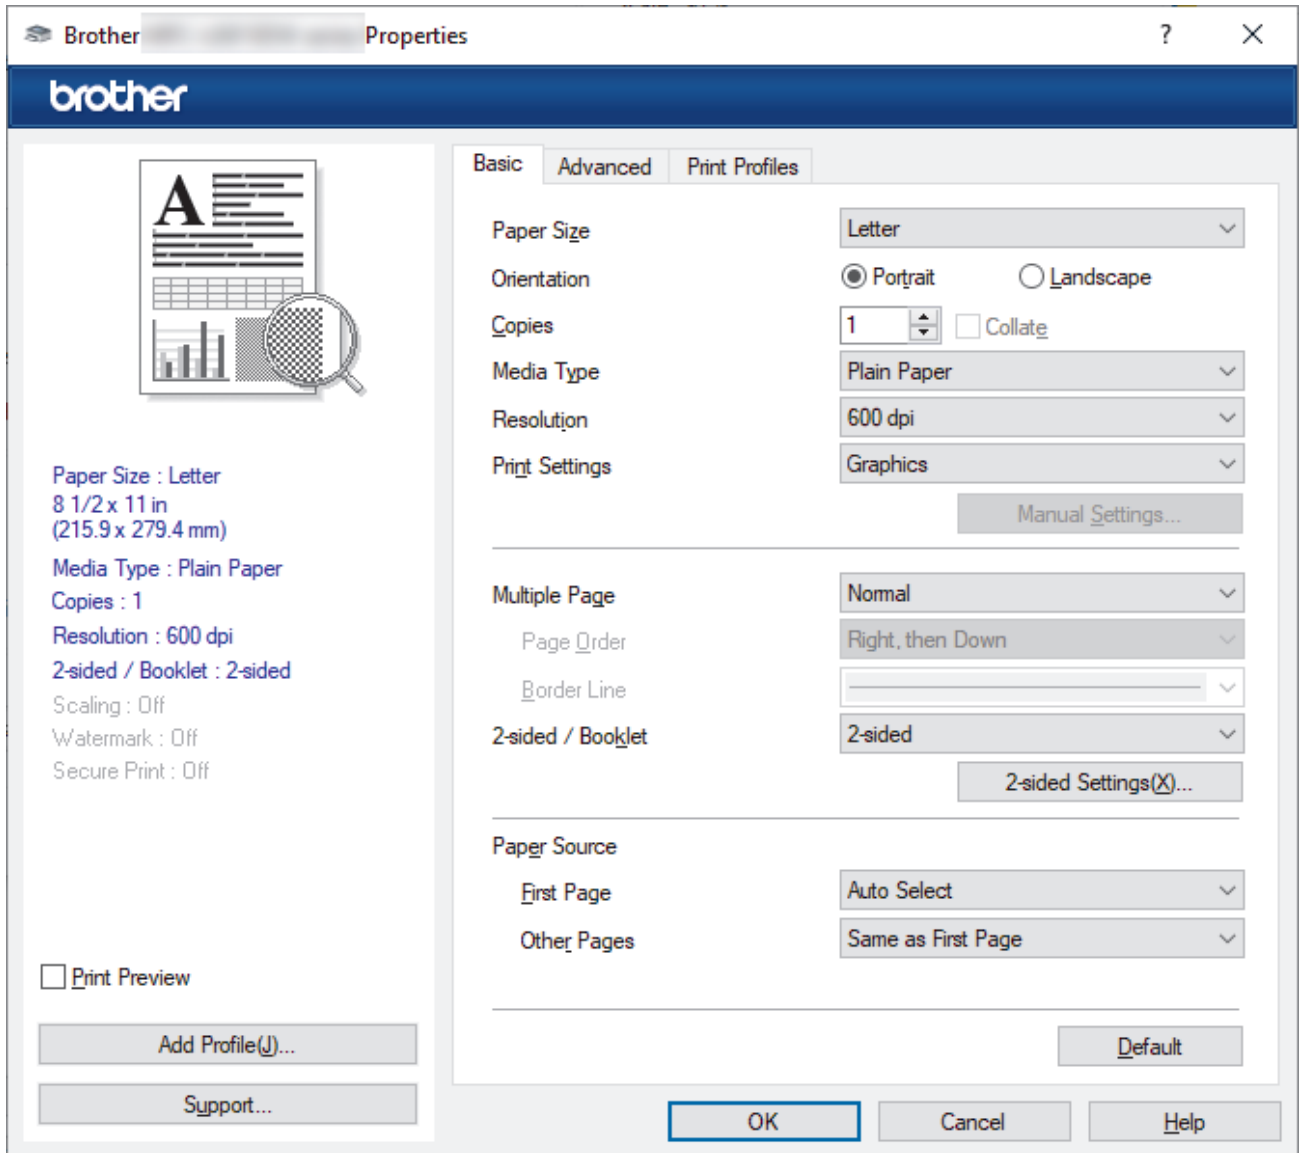 Brother Properties ?
brother
A
Paper Size : Letter
8 1/2 x 11 in
(215.9 x 279.4 mm)
Media Type : Plain Paper
Copies : 1
Resolution : 600 dpi
2-sided / Booklet : 2-sided
Scaling : Off
Watermark : Off
Secure Print : Off
Print Preview
Add Profile(J)...
Support...
Basic Advanced Print Profiles
Paper Size Letter
Orientation Portrait Landscape
Copies 1 Collate
Media Type Plain Paper
Resolution 600 dpi
Print Settings Graphics
Manual Settings...
Multiple Page Normal
Page Order Right, then Down
Border Line
2-sided / Booklet 2-sided
2-sided Settings(X)...
Paper Source
First Page Auto Select
Other Pages Same as First Page
Default
OK Cancel Help